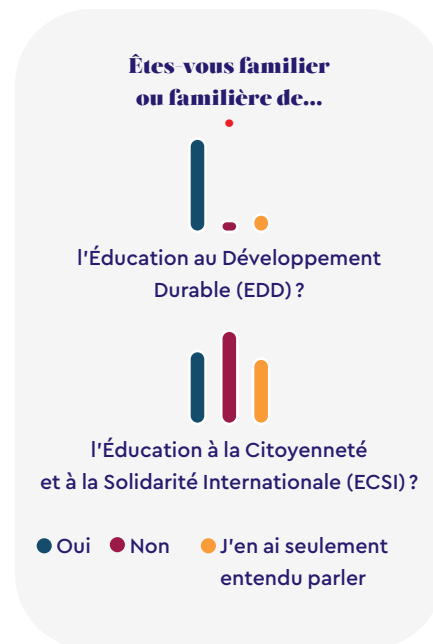 Êtes-vous familier
ou familière de...
l'Éducation au Développement
Durable (EDD) ?
l'Éducation à la Citoyenneté
et à la Solidarité Internationale (ECSI) ?
Oui Non J'en ai seulement
entendu parler